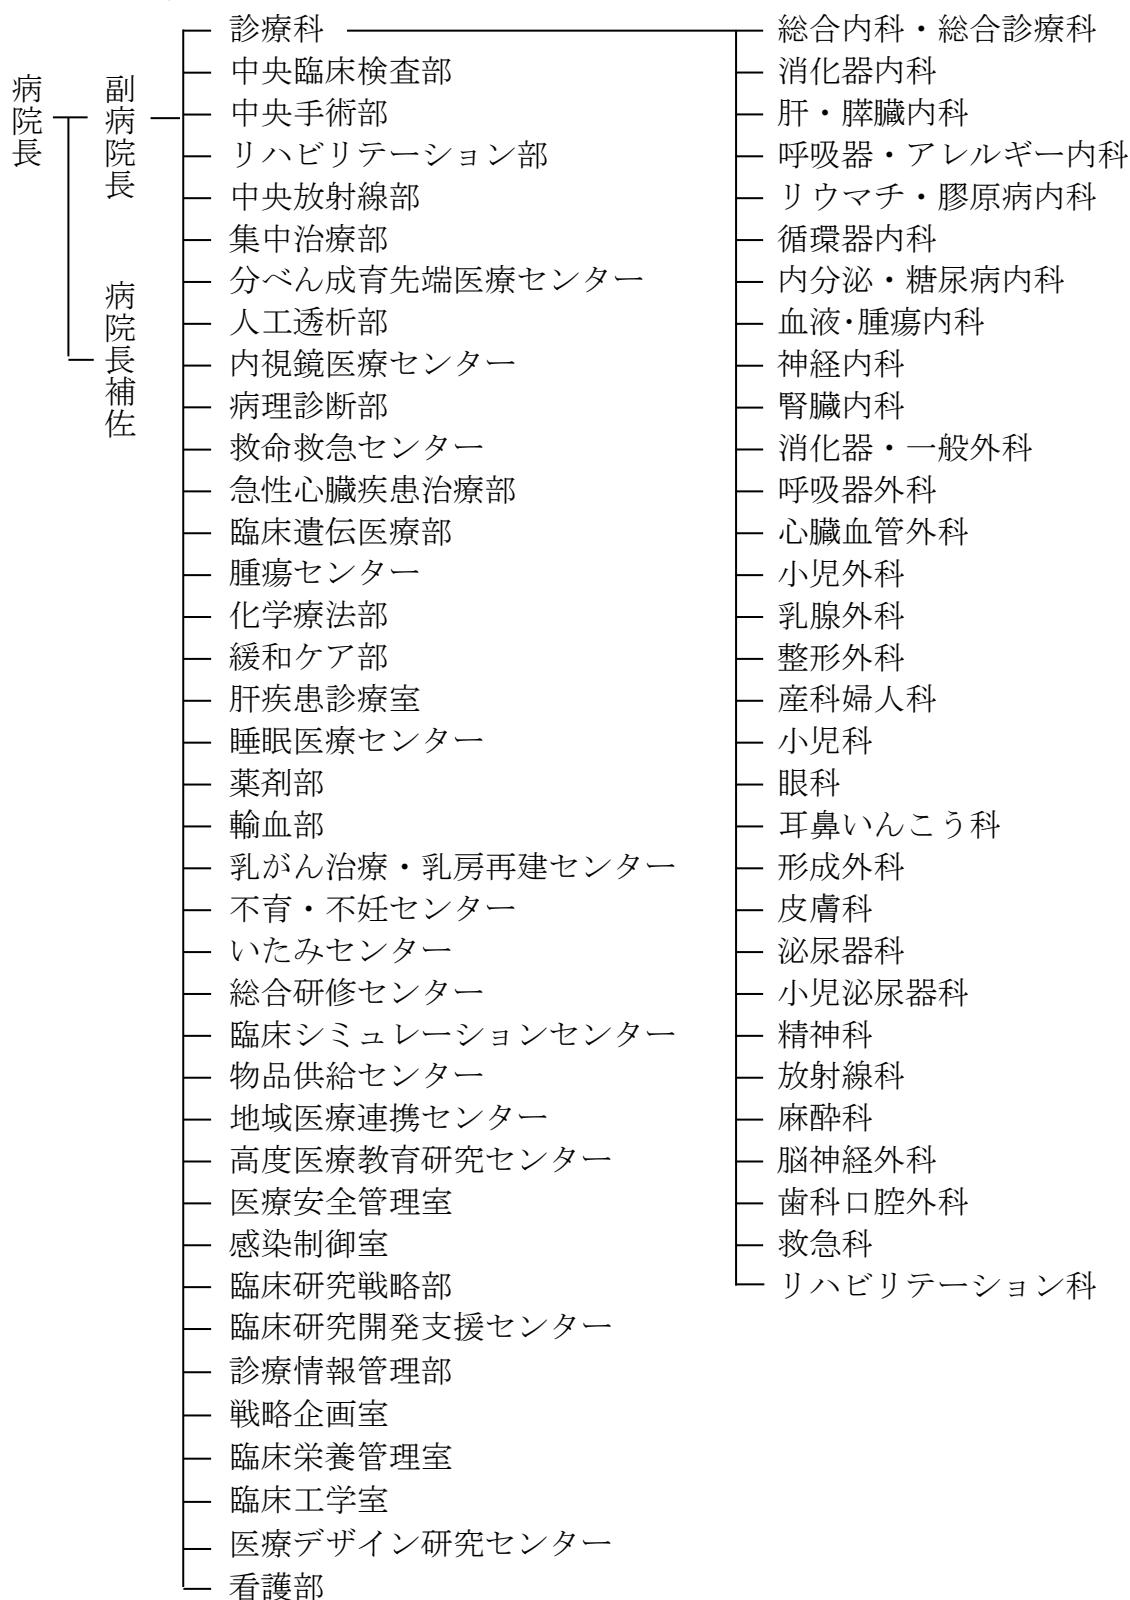 病院長
副病院長
病院長補佐
診療科
中央臨床検査部
中央手術部
リハビリテーション部
中央放射線部
集中治療部
分べん成育先端医療センター
人工透析部
内視鏡医療センター
病理診断部
救命救急センター
急性心臓疾患治療部
臨床遺伝医療部
腫瘍センター
化学療法部
緩和ケア部
肝疾患診療室
睡眠医療センター
薬剤部
輸血部
乳がん治療・乳房再建センター
不育・不妊センター
いたみセンター
総合研修センター
臨床シミュレーションセンター
物品供給センター
地域医療連携センター
高度医療教育研究センター
医療安全管理室
感染制御室
臨床研究戦略部
臨床研究開発支援センター
診療情報管理部
戦略企画室
臨床栄養管理室
臨床工学室
医療デザイン研究センター
看護部
総合内科・総合診療科
消化器内科
肝・膵臓内科
呼吸器・アレルギー内科
リウマチ・膠原病内科
循環器内科
内分泌・糖尿病内科
血液・腫瘍内科
神経内科
腎臓内科
消化器・一般外科
呼吸器外科
心臓血管外科
小児外科
乳腺外科
整形外科
産科婦人科
小児科
眼科
耳鼻いんこう科
形成外科
皮膚科
泌尿器科
小児泌尿器科
精神科
放射線科
麻酔科
脳神経外科
歯科口腔外科
救急科
リハビリテーション科